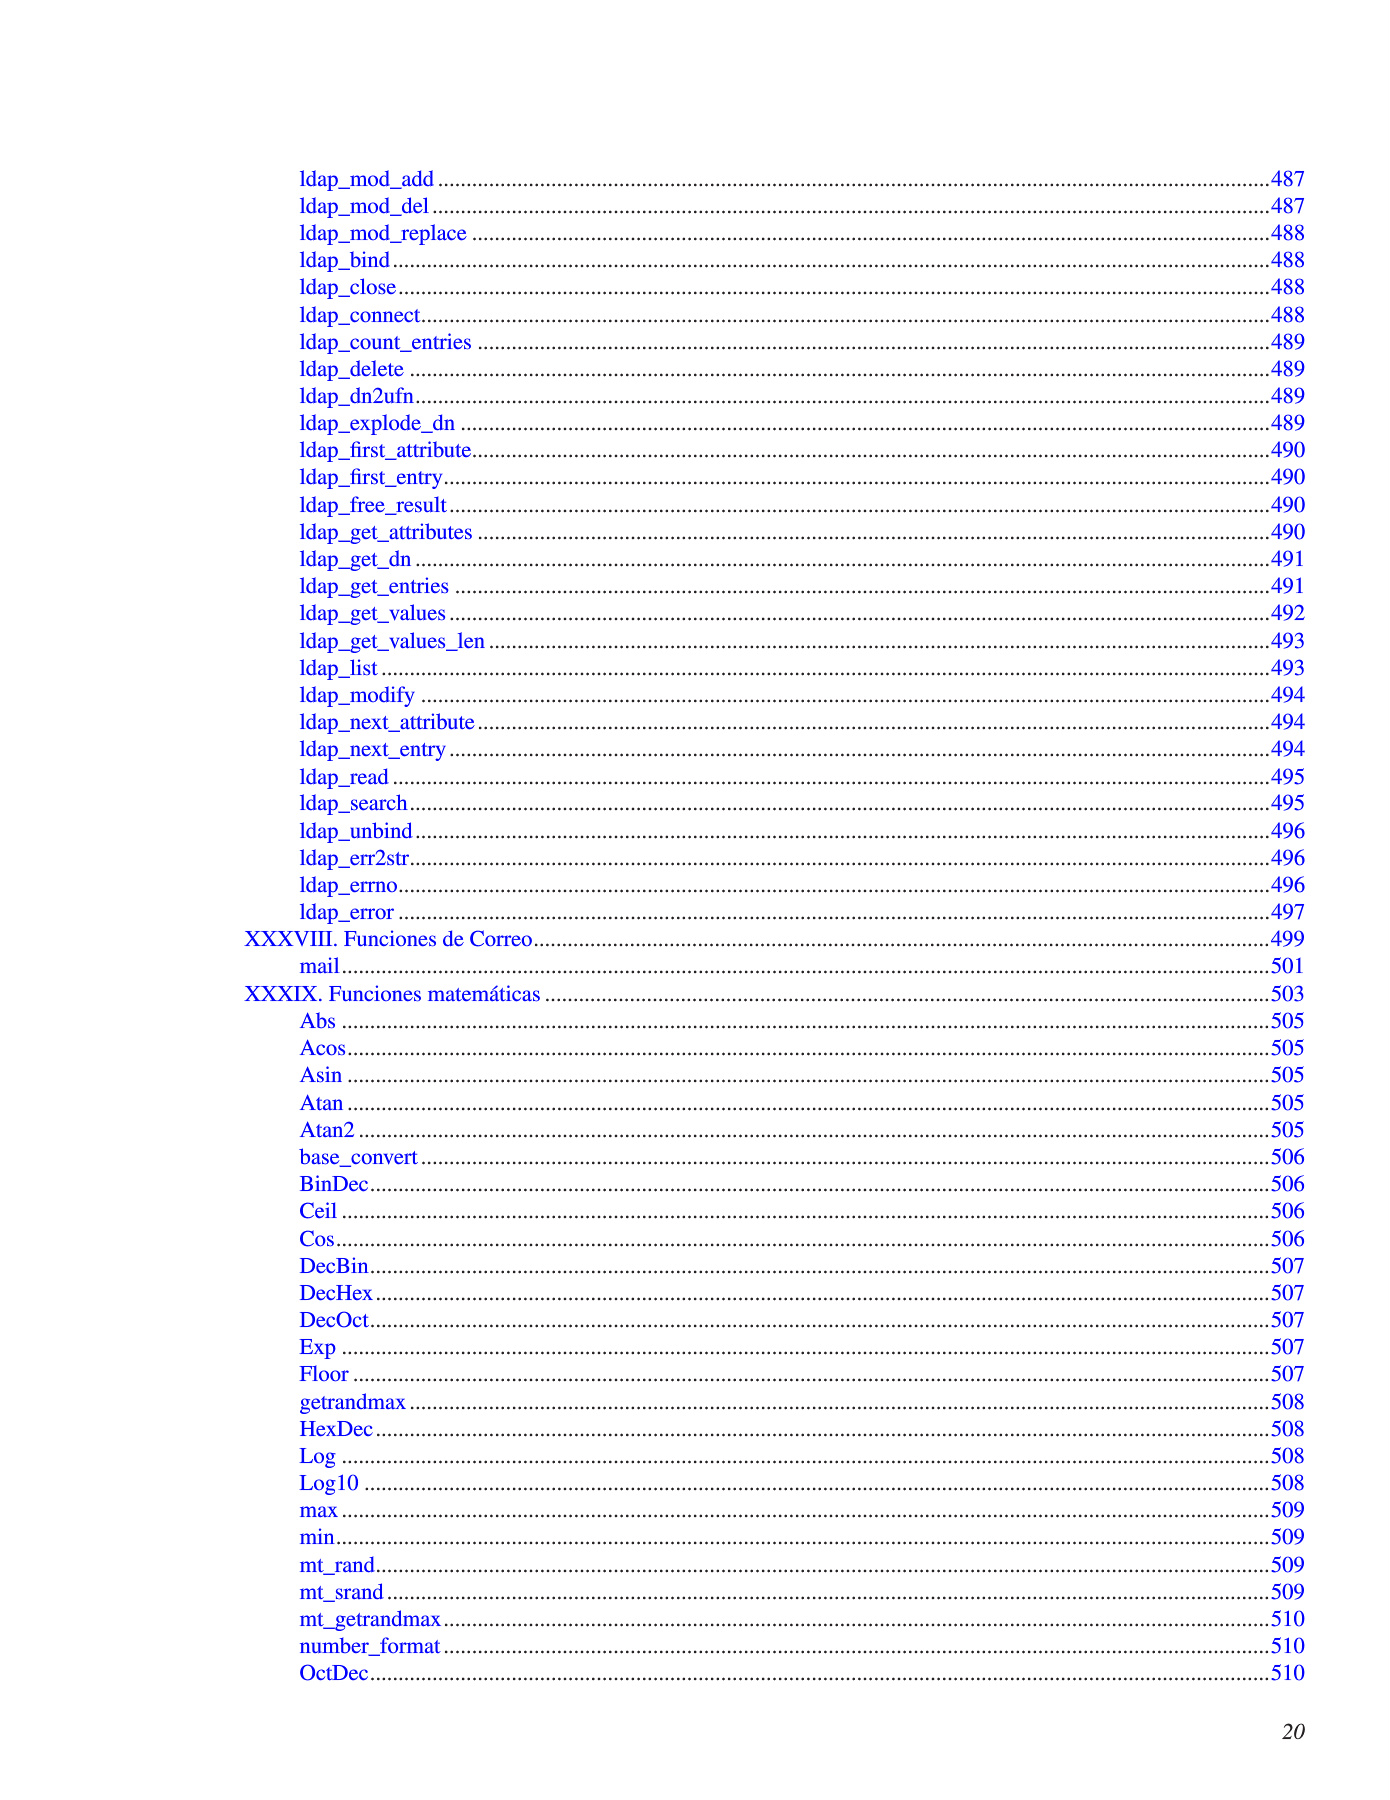 ldap_mod_add ..... 487
ldap_mod_del ..... 487
ldap_mod_replace ..... 488
ldap_bind ..... 488
ldap_close ..... 488
ldap_connect ..... 488
ldap_count_entries ..... 489
ldap_delete ..... 489
ldap_dn2ufn ..... 489
ldap_explode_dn ..... 489
ldap_first_attribute ..... 490
ldap_first_entry ..... 490
ldap_free_result ..... 490
ldap_get_attributes ..... 490
ldap_get_dn ..... 491
ldap_get_entries ..... 491
ldap_get_values ..... 492
ldap_get_values_len ..... 493
ldap_list ..... 493
ldap_modify ..... 494
ldap_next_attribute ..... 494
ldap_next_entry ..... 494
ldap_read ..... 495
ldap_search ..... 495
ldap_unbind ..... 496
ldap_err2str ..... 496
ldap_errno ..... 496
ldap_error ..... 497
XXXVIII. Funciones de Correo ..... 499
mail ..... 501
XXXIX. Funciones matemáticas ..... 503
Abs ..... 505
Acos ..... 505
Asin ..... 505
Atan ..... 505
Atan2 ..... 505
base_convert ..... 506
BinDec ..... 506
Ceil ..... 506
Cos ..... 506
DecBin ..... 507
DecHex ..... 507
DecOct ..... 507
Exp ..... 507
Floor ..... 507
getrandmax ..... 508
HexDec ..... 508
Log ..... 508
Log10 ..... 508
max ..... 509
min ..... 509
mt_rand ..... 509
mt_srand ..... 509
mt_getrandmax ..... 510
number_format ..... 510
OctDec ..... 510
20